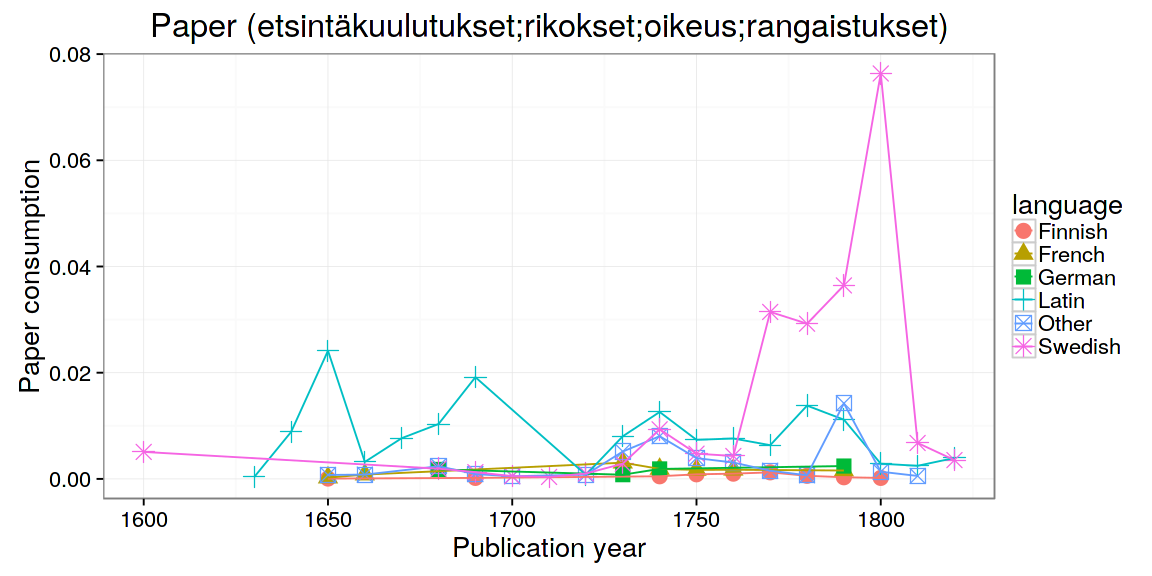 Paper (etsintäkuulutukset;rikokset;oikeus;rangaistukset)
Paper consumption
0.08
0.06
0.04
0.02
0.00
1600 1650 1700 1750 1800
Publication year
language
Finnish
French
German
Latin
Other
Swedish